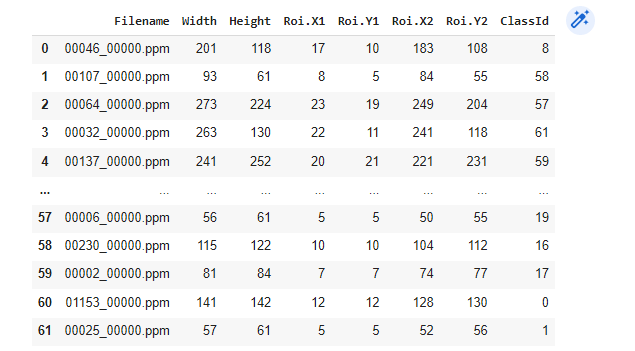 Filename Width Height Roi.X1 Roi.Y1 Roi.X2 Roi.Y2 ClassId
0 00046_00000.ppm 201 118 17 10 183 108 8
1 00107_00000.ppm 93 61 8 5 84 55 58
2 00064_00000.ppm 273 224 23 19 249 204 57
3 00032_00000.ppm 263 130 22 11 241 118 61
4 00137_00000.ppm 241 252 20 21 221 231 59
... ... ... ... ... ... ... ... ...
57 00006_00000.ppm 56 61 5 5 50 55 19
58 00230_00000.ppm 115 122 10 10 104 112 16
59 00002_00000.ppm 81 84 7 7 74 77 17
60 01153_00000.ppm 141 142 12 12 128 130 0
61 00025_00000.ppm 57 61 5 5 52 56 1